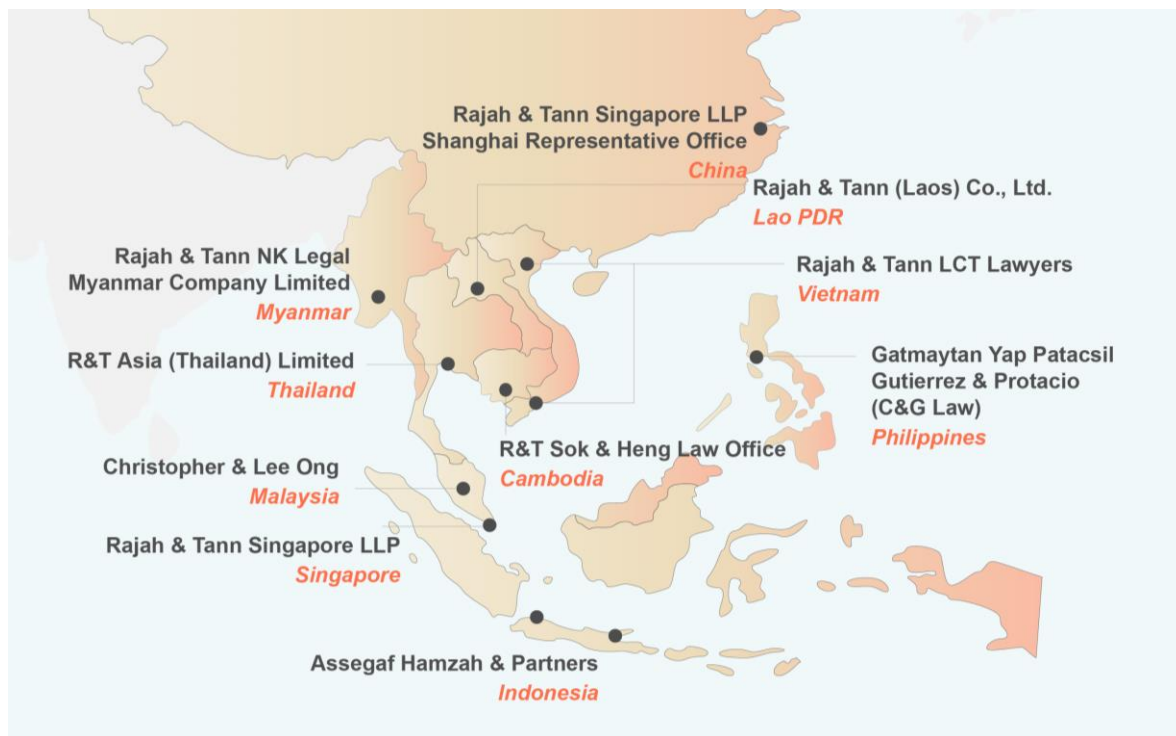 Rajah & Tann Singapore LLP
Shanghai Representative Office
China
Rajah & Tann (Laos) Co., Ltd.
Lao PDR
Rajah & Tann NK Legal
Myanmar Company Limited
Myanmar
Rajah & Tann LCT Lawyers
Vietnam
R&T Asia (Thailand) Limited
Thailand
Gatmaytan Yap Patacsil
Gutierrez & Protacio
(C&G Law)
Philippines
R&T Sok & Heng Law Office
Cambodia
Christopher & Lee Ong
Malaysia
Rajah & Tann Singapore LLP
Singapore
Assegaf Hamzah & Partners
Indonesia